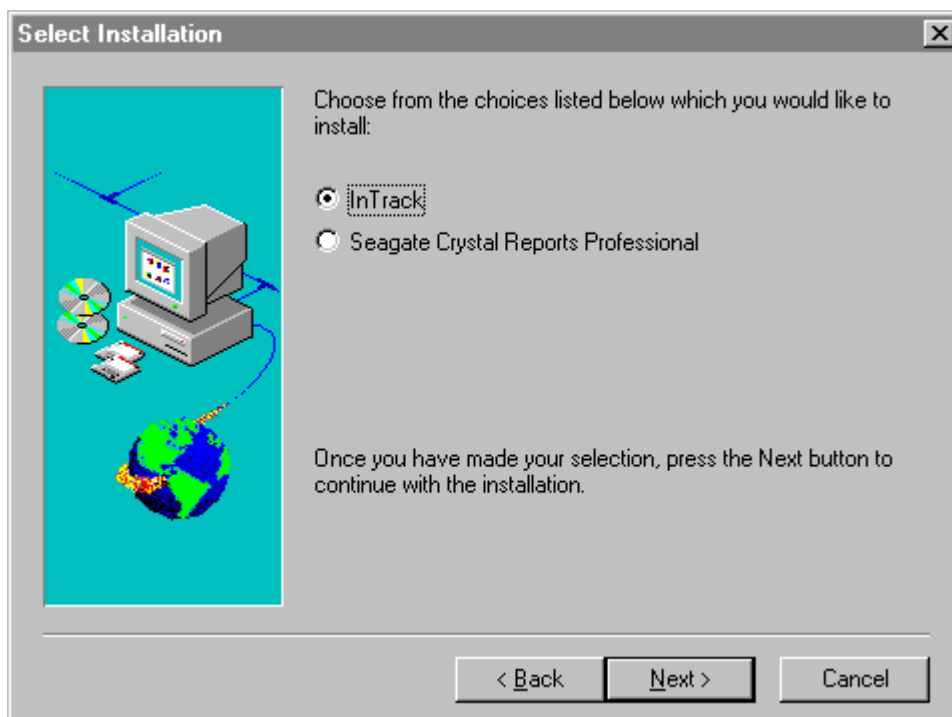 Select Installation
Choose from the choices listed below which you would like to
install:
InTrack
Seagate Crystal Reports Professional
Once you have made your selection, press the Next button to
continue with the installation.
< Back
Next >
Cancel